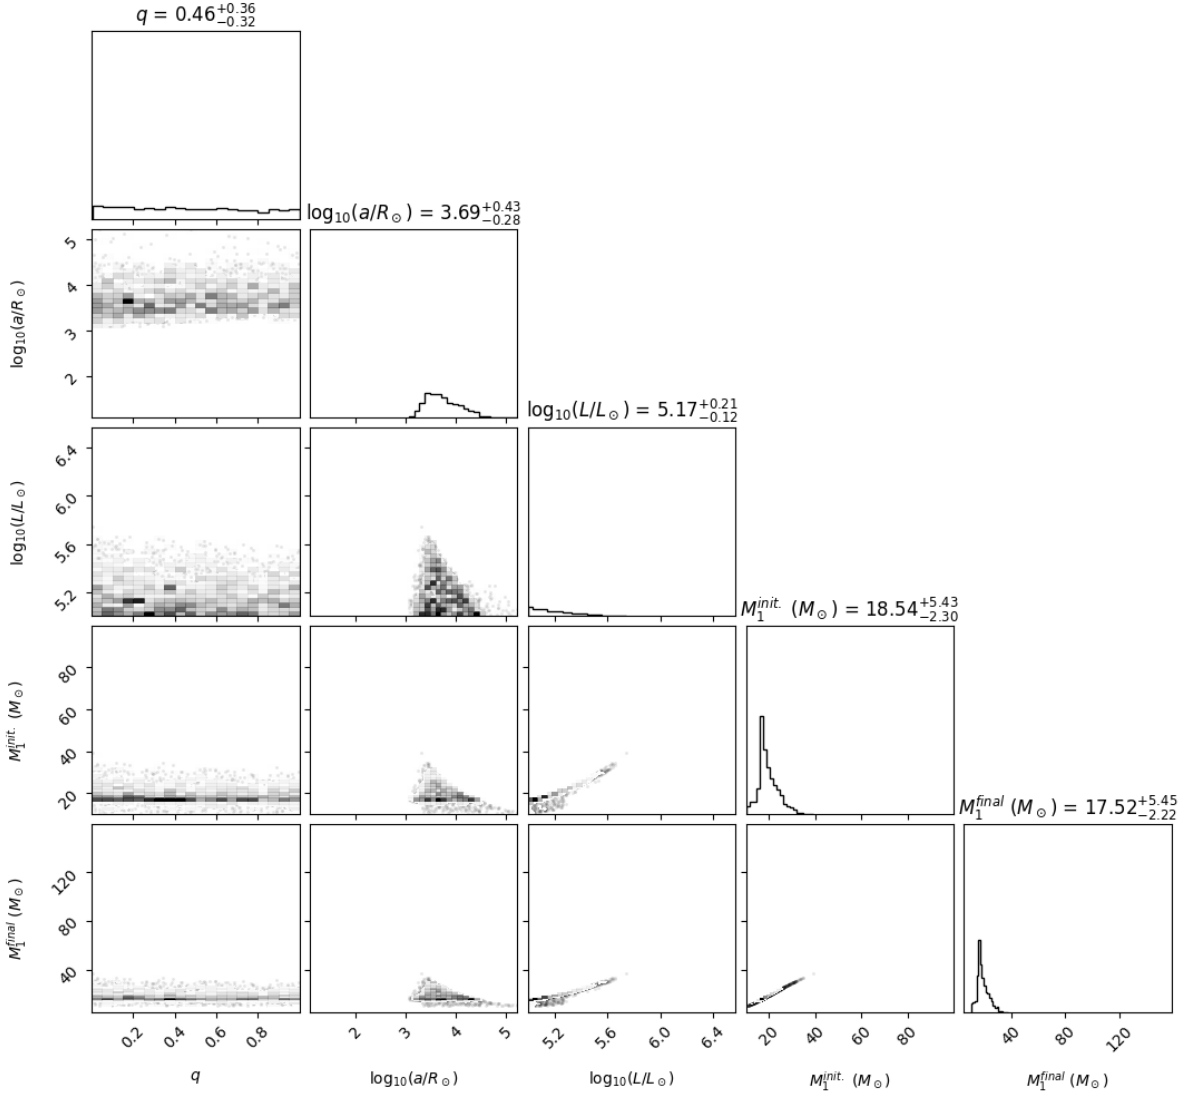 q = 0.46^{+0.36}_{-0.32}
log₁₀(a/R⊙) = 3.69^{+0.43}_{-0.28}
5
4
3
2
log₁₀(a/R⊙)
log₁₀(L/L⊙) = 5.17^{+0.21}_{-0.12}
6.4
6.0
5.6
5.2
log₁₀(L/L⊙)
M₁^{init.} (M⊙) = 18.54^{+5.43}_{-2.30}
80
60
40
20
M₁^{init.} (M⊙)
M₁^{final} (M⊙) = 17.52^{+5.45}_{-2.22}
120
80
40
M₁^{final} (M⊙)
0.2 0.4 0.6 0.8
2 3 4 5
5.2 5.6 6.0 6.4
20 40 60 80
40 80 120
q
log₁₀(a/R⊙)
log₁₀(L/L⊙)
M₁^{init.} (M⊙)
M₁^{final} (M⊙)